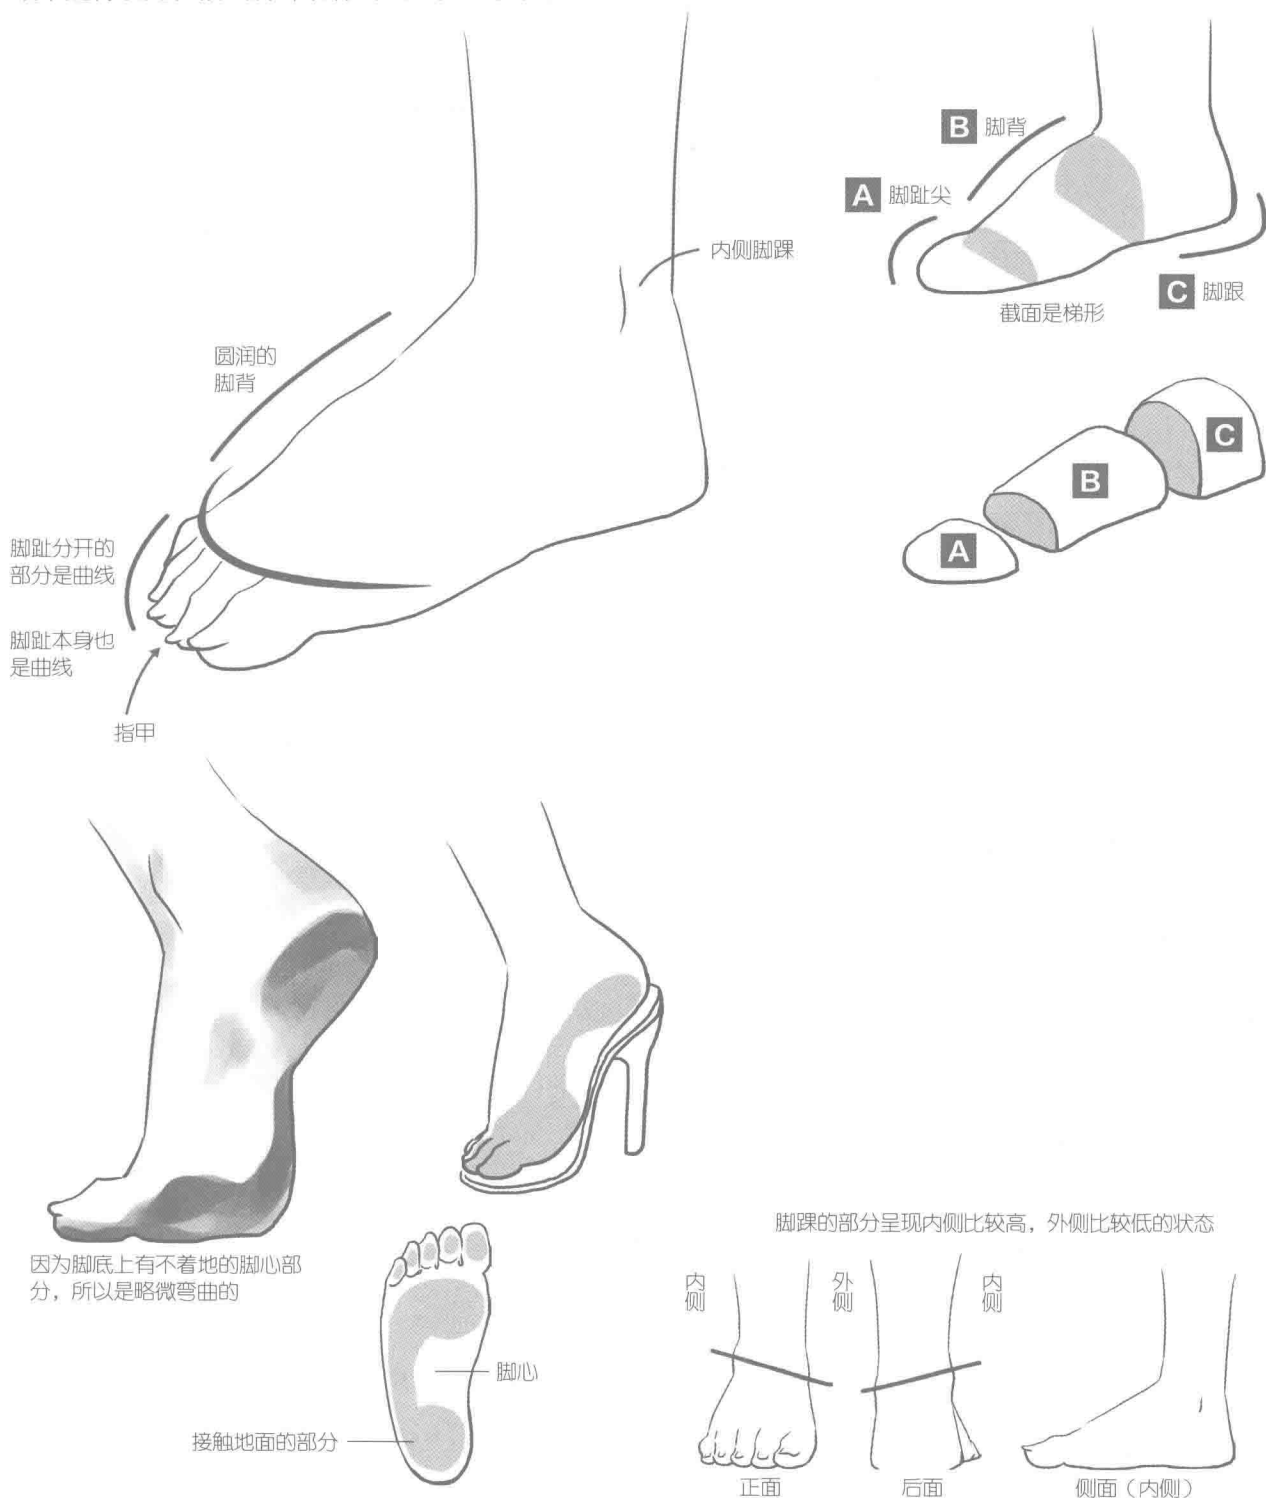 B 脚背
A 脚趾尖
内侧脚踝
C 脚跟
截面是梯形
圆润的
脚背
C
B
A
脚趾分开的
部分是曲线
脚趾本身也
是曲线
指甲
因为脚底上有不着地的脚心部
分，所以是略微弯曲的
脚心
接触地面的部分
脚踝的部分呈现内侧比较高，外侧比较低的状态
内侧
外侧
内侧
正面
后面
侧面（内侧）